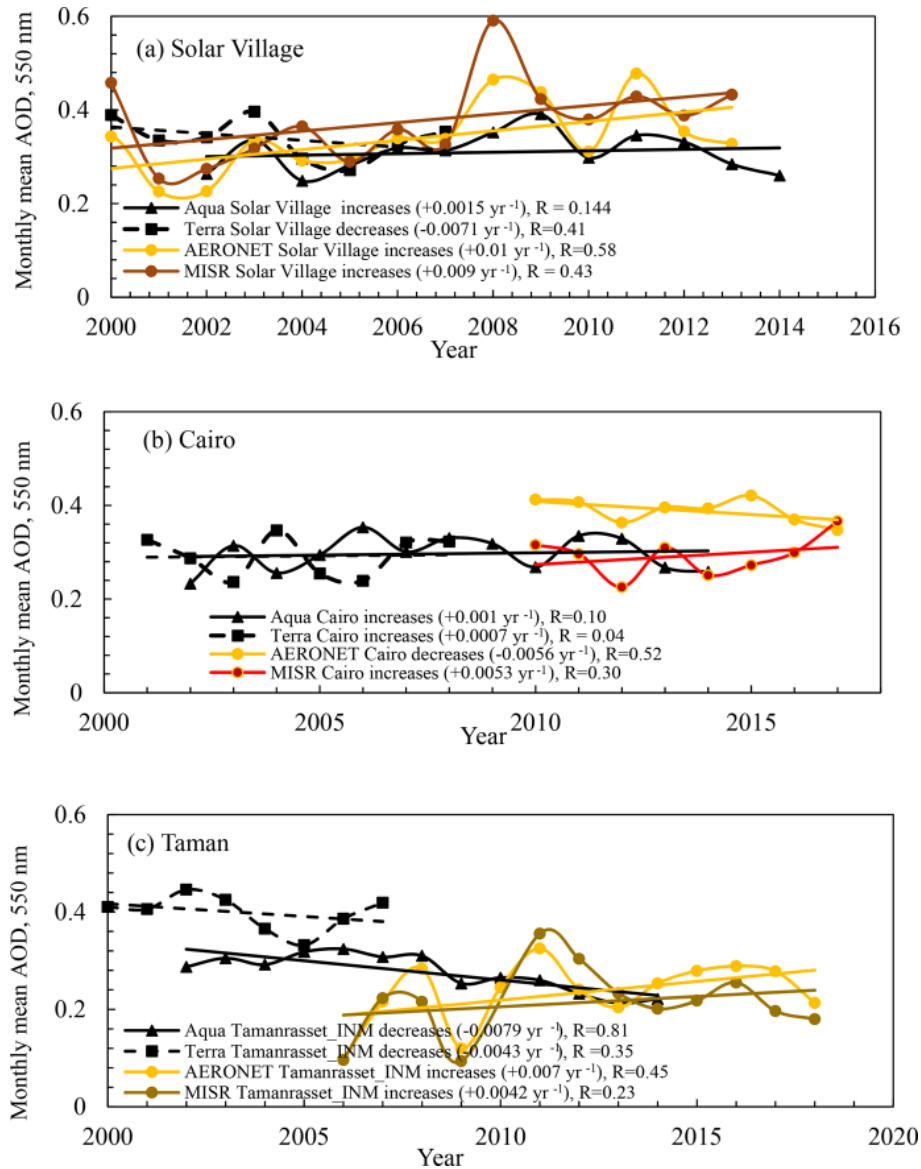 0.6
(a) Solar Village
0.4
0.2
0
Monthly mean AOD, 550 nm
Aqua Solar Village increases (+0.0015 yr ⁻¹), R = 0.144
Terra Solar Village decreases (-0.0071 yr ⁻¹), R=0.41
AERONET Solar Village increases (+0.01 yr ⁻¹), R=0.58
MISR Solar Village increases (+0.009 yr ⁻¹), R = 0.43
2000 2002 2004 2006 2008 2010 2012 2014 2016
Year
0.6
(b) Cairo
0.4
0.2
0
Monthly mean AOD, 550 nm
Aqua Cairo increases (+0.001 yr ⁻¹), R=0.10
Terra Cairo increases (+0.0007 yr ⁻¹), R = 0.04
AERONET Cairo decreases (-0.0056 yr ⁻¹), R=0.52
MISR Cairo increases (+0.0053 yr ⁻¹), R=0.30
2000 2005 2010 2015
Year
0.6
(c) Taman
0.4
0.2
0
Monthly mean AOD, 550 nm
Aqua Tamanrasset_INM decreases (-0.0079 yr ⁻¹), R=0.81
Terra Tamanrasset_INM decreases (-0.0043 yr ⁻¹), R =0.35
AERONET Tamanrasset_INM increases (+0.007 yr ⁻¹), R=0.45
MISR Tamanrasset_INM increases (+0.0042 yr ⁻¹), R=0.23
2000 2005 2010 2015 2020
Year